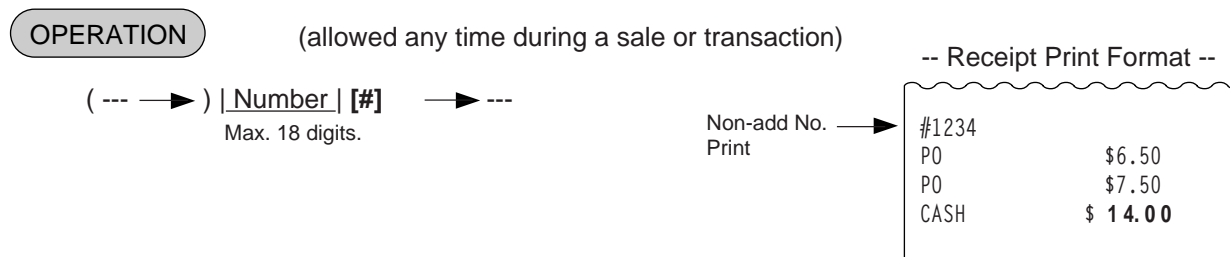 OPERATION
(allowed any time during a sale or transaction)
( --- ) | Number | [#] ---
Max. 18 digits.
-- Receipt Print Format --
Non-add No.
Print
#1234
PO $6.50
PO $7.50
CASH $ 14.00